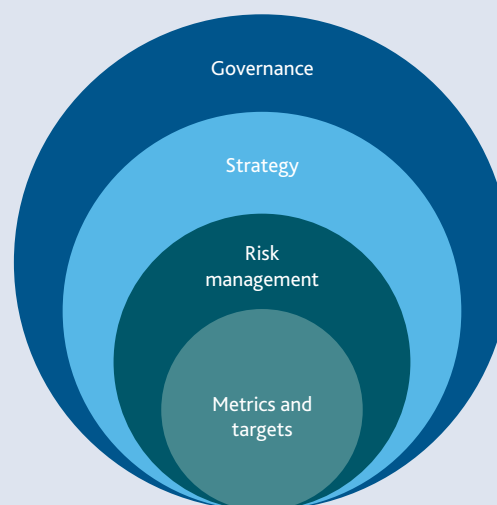 Governance
Strategy
Risk
management
Metrics and
targets